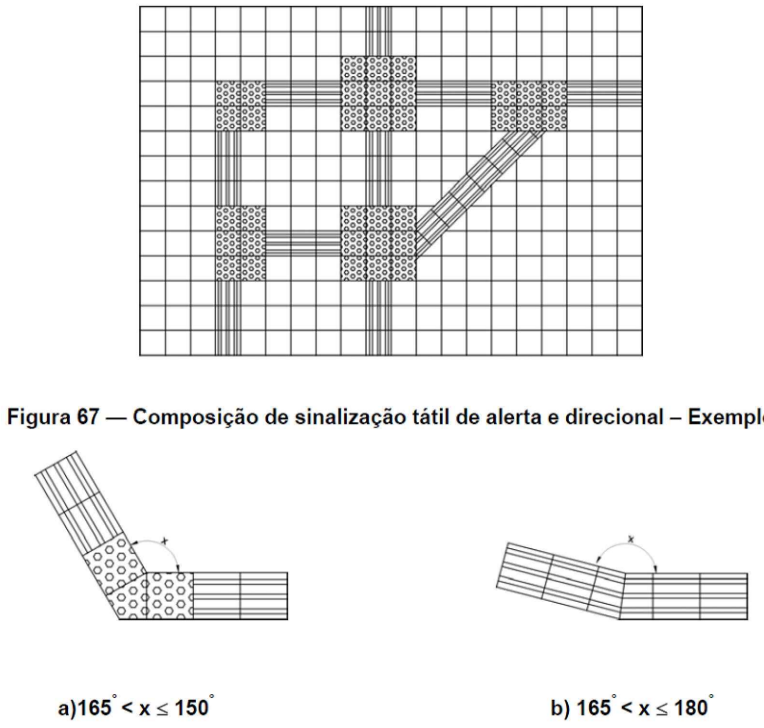 Figura 67 — Composição de sinalização tátil de alerta e direcional – Exempl
x
x
a)165° < x ≤ 150°
b) 165° < x ≤ 180°